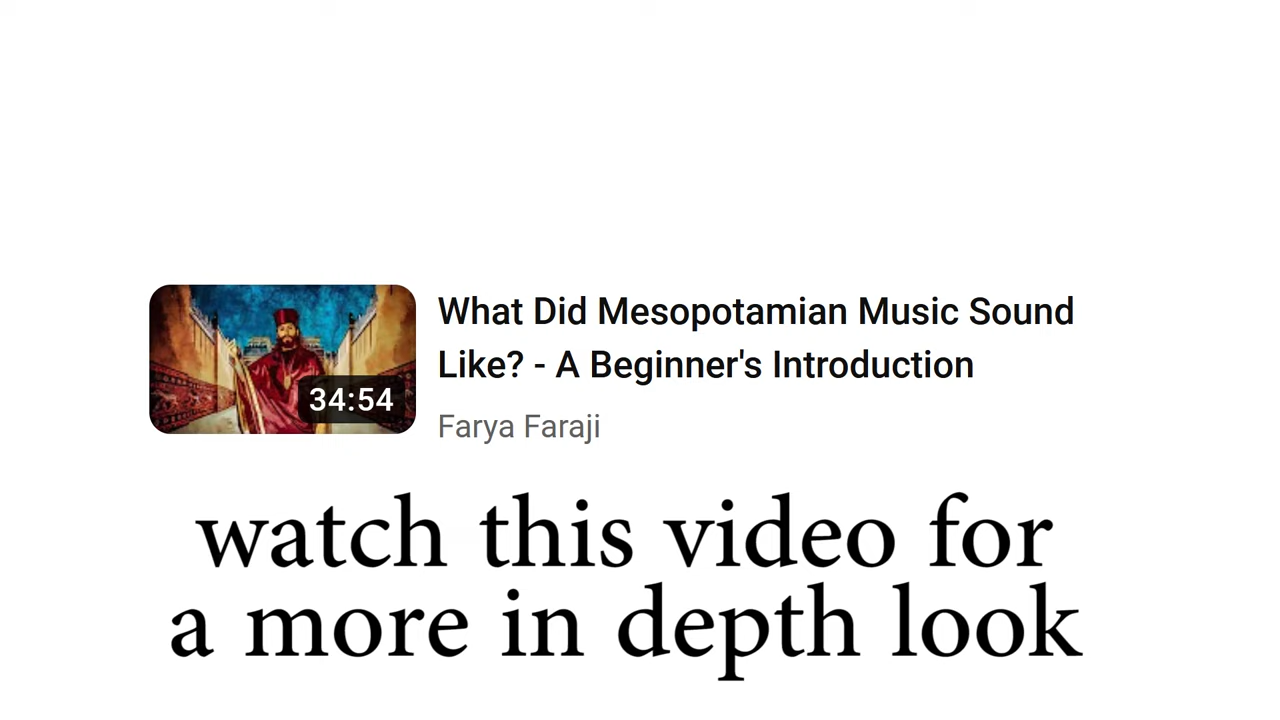 34:54
What Did Mesopotamian Music Sound
Like? - A Beginner's Introduction
Farya Faraji
watch this video for
a more in depth look